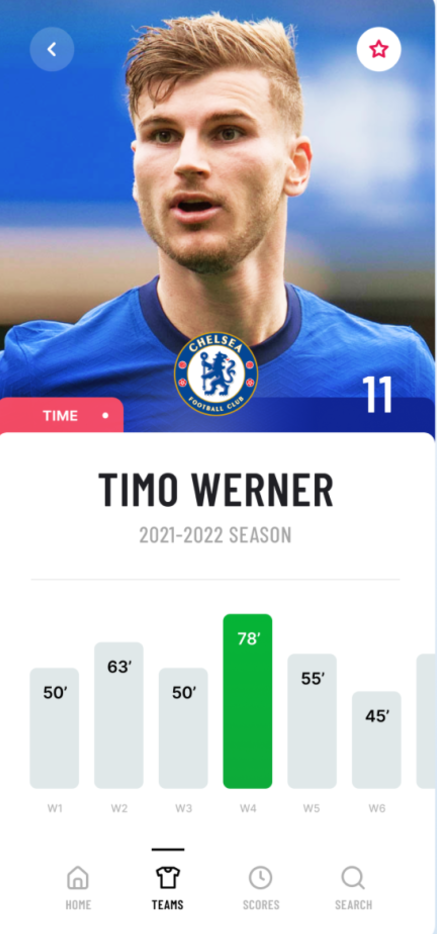 CHELSEA
FOOTBALL CLUB
11
TIME
TIMO WERNER
2021-2022 SEASON
50’ 63’ 50’ 78’ 55’ 45’
W1 W2 W3 W4 W5 W6
HOME TEAMS SCORES SEARCH